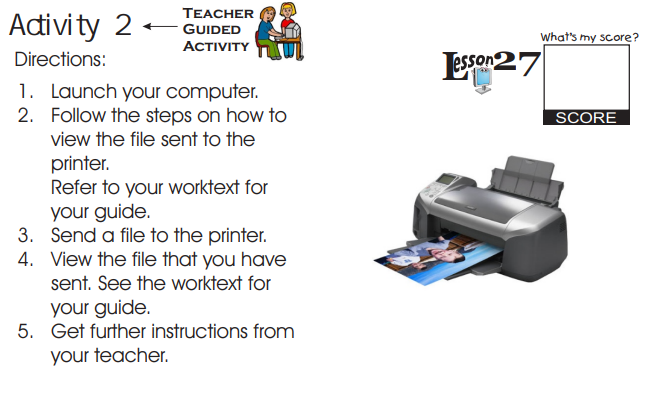 Activity 2
TEACHER
GUIDED
ACTIVITY
What's my score?
Lesson 27
SCORE
Directions:
1. Launch your computer.
2. Follow the steps on how to
view the file sent to the
printer.
Refer to your worktext for
your guide.
3. Send a file to the printer.
4. View the file that you have
sent. See the worktext for
your guide.
5. Get further instructions from
your teacher.